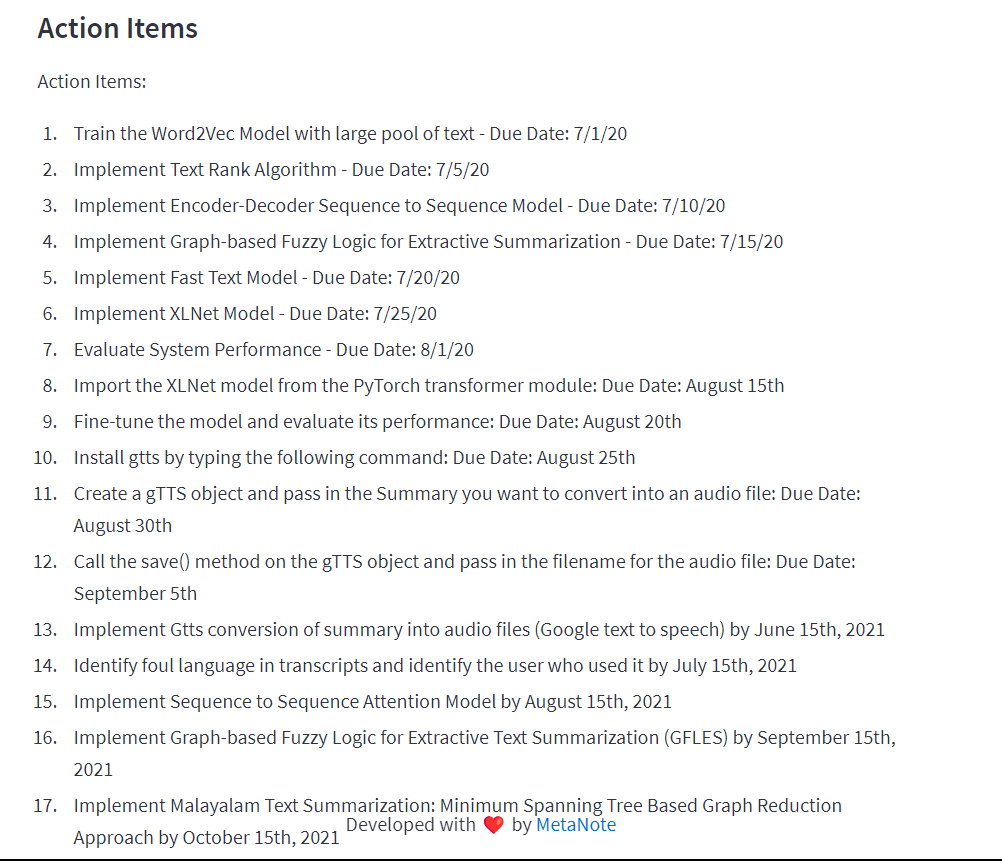 Action Items
Action Items:
1. Train the Word2Vec Model with large pool of text - Due Date: 7/1/20
2. Implement Text Rank Algorithm - Due Date: 7/5/20
3. Implement Encoder-Decoder Sequence to Sequence Model - Due Date: 7/10/20
4. Implement Graph-based Fuzzy Logic for Extractive Summarization - Due Date: 7/15/20
5. Implement Fast Text Model - Due Date: 7/20/20
6. Implement XLNet Model - Due Date: 7/25/20
7. Evaluate System Performance - Due Date: 8/1/20
8. Import the XLNet model from the PyTorch transformer module: Due Date: August 15th
9. Fine-tune the model and evaluate its performance: Due Date: August 20th
10. Install gtts by typing the following command: Due Date: August 25th
11. Create a gTTS object and pass in the Summary you want to convert into an audio file: Due Date:
August 30th
12. Call the save() method on the gTTS object and pass in the filename for the audio file: Due Date:
September 5th
13. Implement Gtts conversion of summary into audio files (Google text to speech) by June 15th, 2021
14. Identify foul language in transcripts and identify the user who used it by July 15th, 2021
15. Implement Sequence to Sequence Attention Model by August 15th, 2021
16. Implement Graph-based Fuzzy Logic for Extractive Text Summarization (GFLES) by September 15th,
2021
17. Implement Malayalam Text Summarization: Minimum Spanning Tree Based Graph Reduction
Approach by October 15th, 2021
Developed with ❤️ by MetaNote